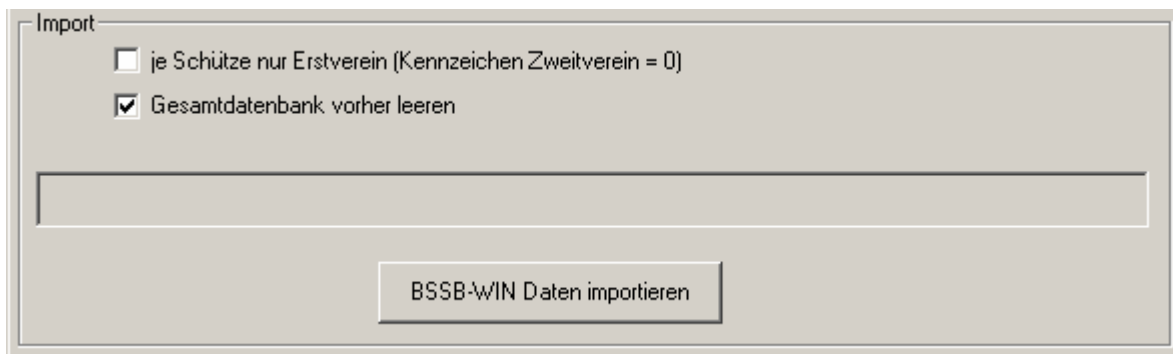 Import
je Schütze nur Erstverein (Kennzeichen Zweitverein = 0)
Gesamtdatenbank vorher leeren
BSSB-WIN Daten importieren